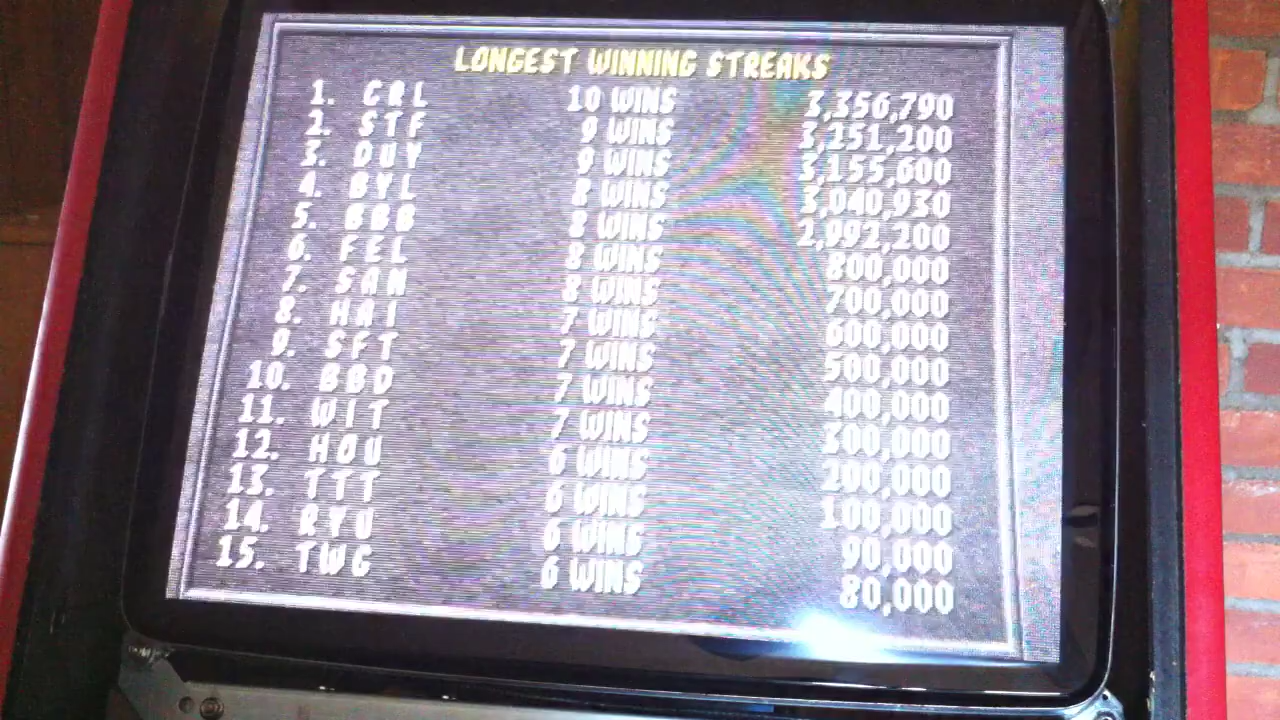 LONGEST WINNING STREAKS
1. CRL 10 WINS 3,356,790
2. STF 9 WINS 3,251,200
3. DUY 9 WINS 3,155,600
4. BYL 8 WINS 3,040,930
5. BBB 8 WINS 2,992,200
6. FEL 8 WINS 800,000
7. SAM 8 WINS 700,000
8. HAI 7 WINS 600,000
9. SFT 7 WINS 500,000
10. BBD 7 WINS 400,000
11. WIT 7 WINS 300,000
12. HOU 6 WINS 200,000
13. TTT 6 WINS 100,000
14. RYU 6 WINS 90,000
15. TWG 6 WINS 80,000